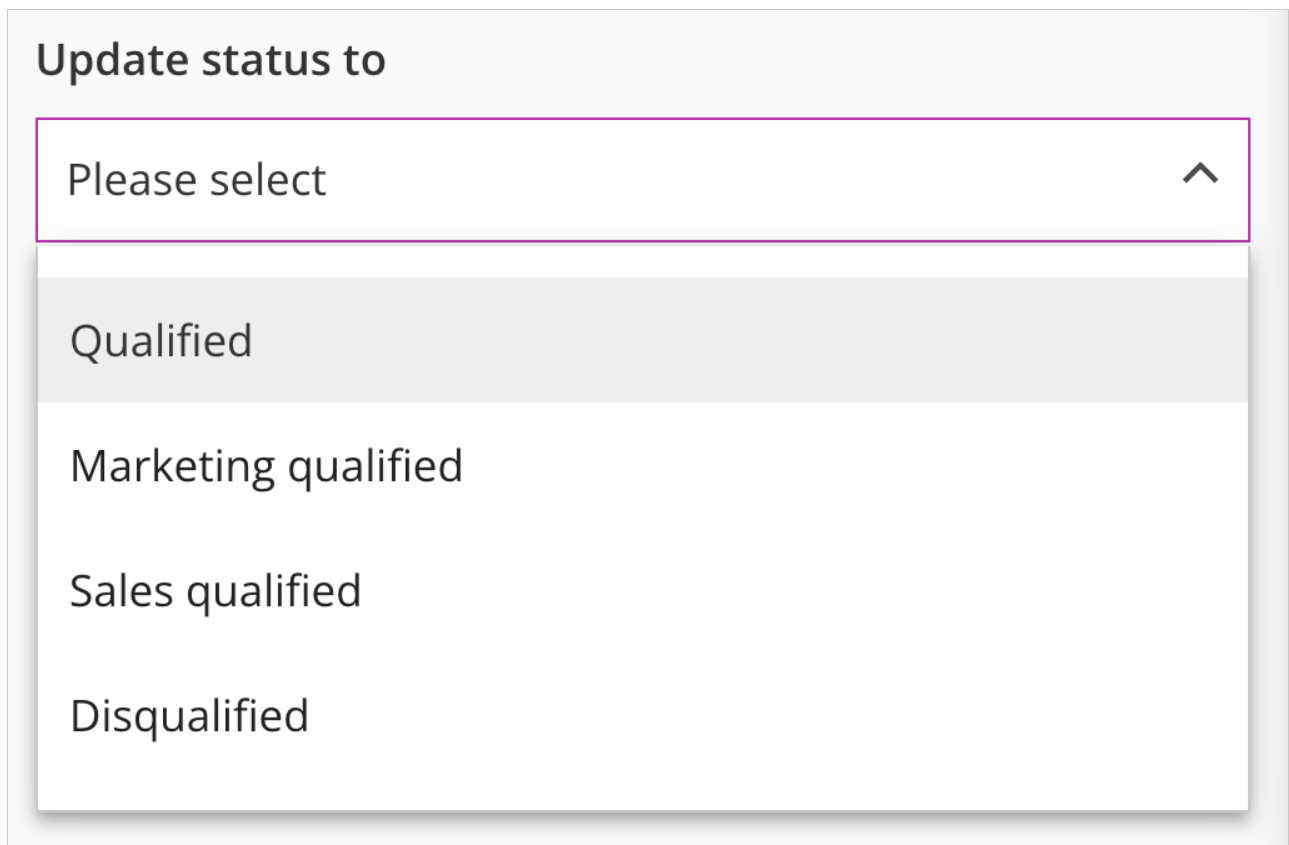 Update status to
Please select
Qualified
Marketing qualified
Sales qualified
Disqualified